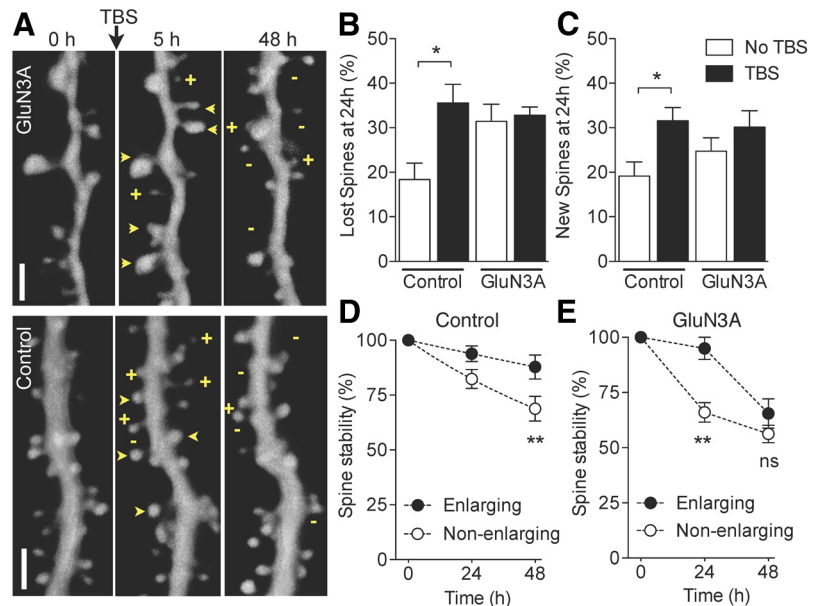 A
TBS
0 h
5 h
48 h
GluN3A
+
-
+
-
+
+
-
-
Control
+
-
+
-
+
+
+
-
-
-
B
Lost Spines at 24h (%)
50
40
30
20
10
0
*
Control
GluN3A
C
New Spines at 24h (%)
50
40
30
20
10
0
*
No TBS
TBS
Control
GluN3A
D
Control
Spine stability (%)
100
75
50
25
0
**
Enlarging
Non-enlarging
0
24
48
Time (h)
E
GluN3A
Spine stability (%)
100
75
50
25
0
**
ns
Enlarging
Non-enlarging
0
24
48
Time (h)